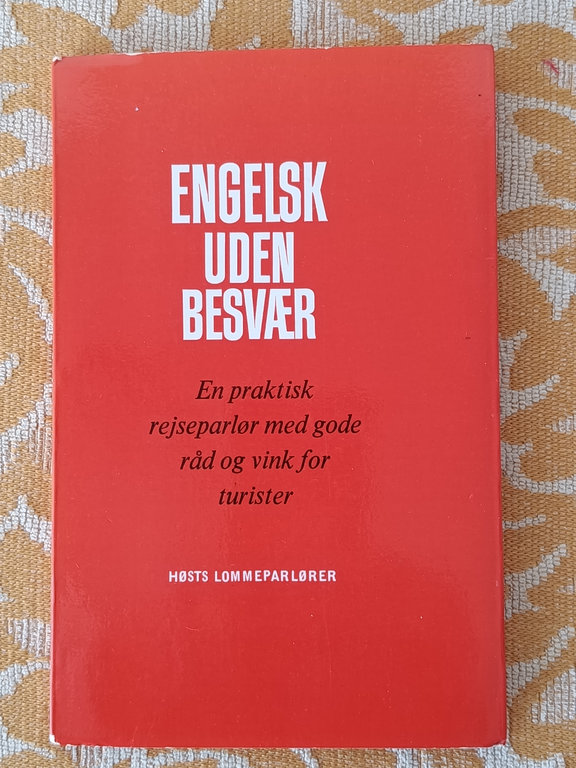 ENGELSK
UDEN
BESVÆR
En praktisk
rejseparlør med gode
råd og vink for
turister
HØSTS LOMMEPARLØRER